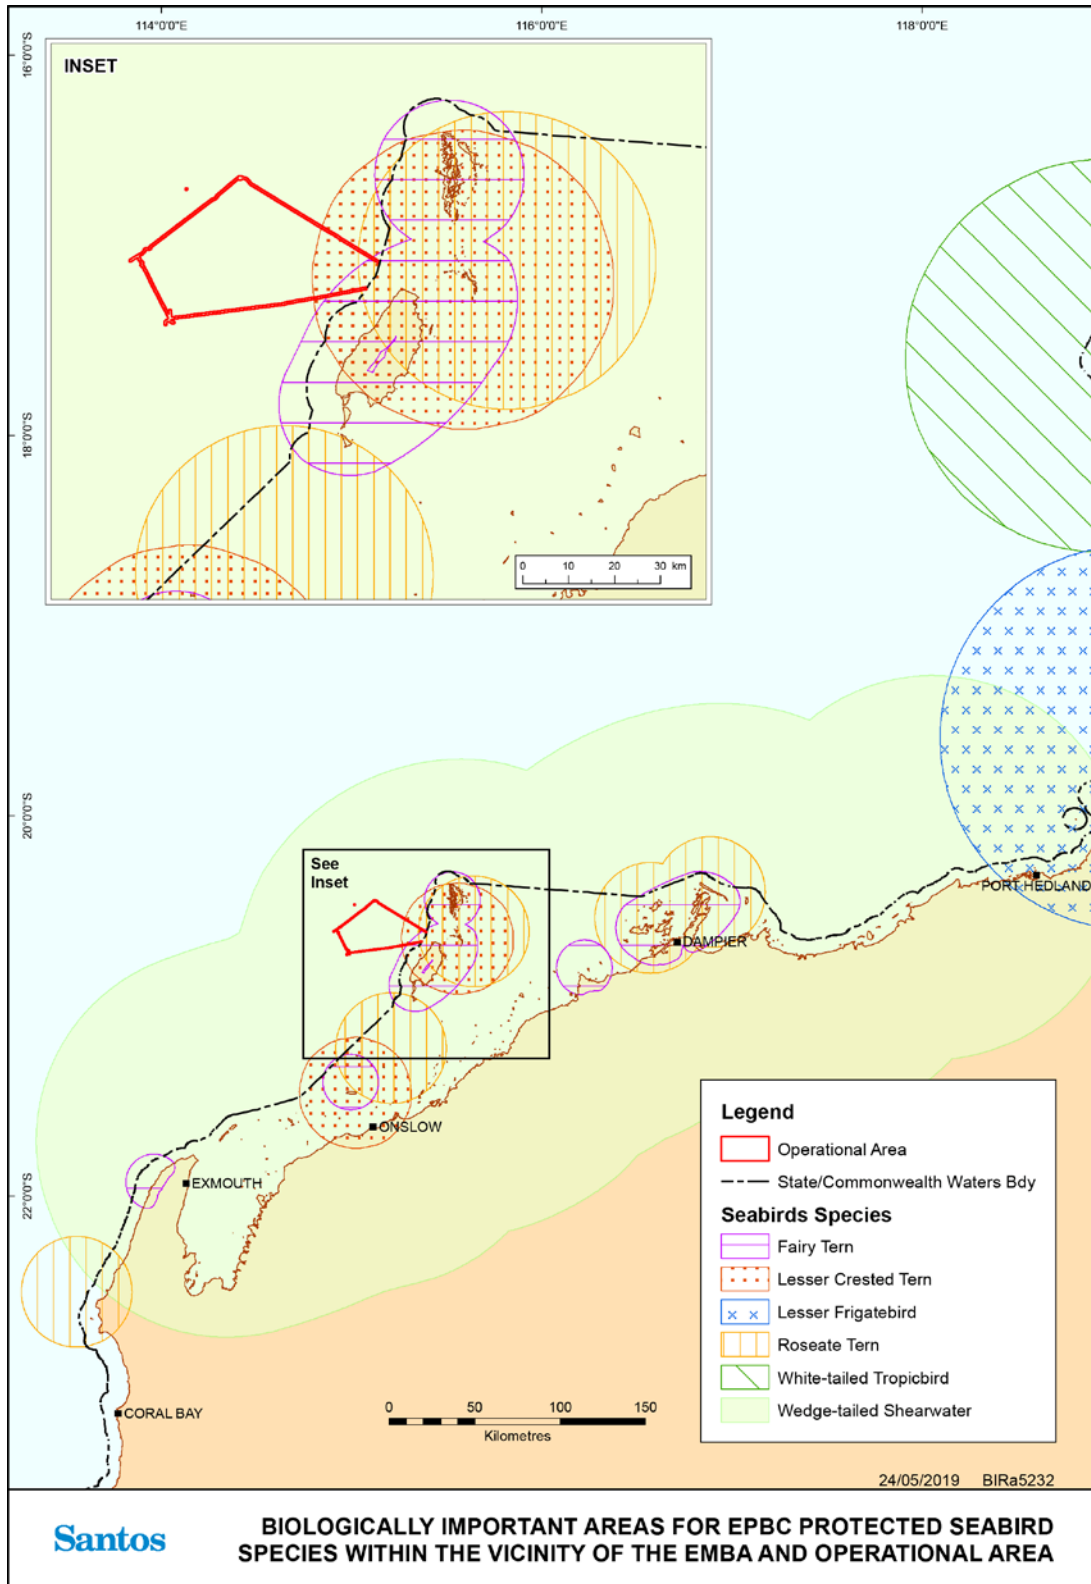 114°0'0"E
116°0'0"E
118°0'0"E
16°0'0"S
18°0'0"S
20°0'0"S
22°0'0"S
INSET
0 10 20 30 km
See
Inset
PORT HEDLAND
DAMPIER
ONSLOW
EXMOUTH
CORAL BAY
0 50 100 150
Kilometres
Legend
Operational Area
State/Commonwealth Waters Bdy
Seabirds Species
Fairy Tern
Lesser Crested Tern
Lesser Frigatebird
Roseate Tern
White-tailed Tropicbird
Wedge-tailed Shearwater
24/05/2019 BIRa5232
Santos
BIOLOGICALLY IMPORTANT AREAS FOR EPBC PROTECTED SEABIRD
SPECIES WITHIN THE VICINITY OF THE EMBA AND OPERATIONAL AREA